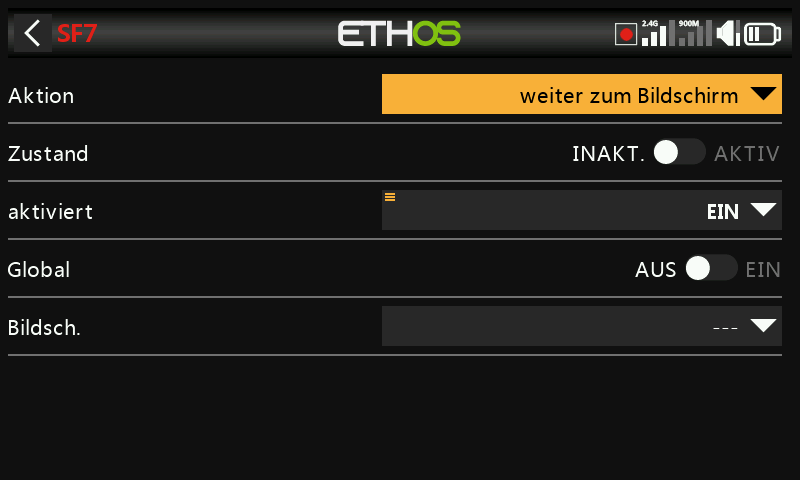 SF7 ETHOS 2.4G 900M
Aktion weiter zum Bildschirm
Zustand INAKT. AKTIV
aktiviert EIN
Global AUS EIN
Bildsch. ---